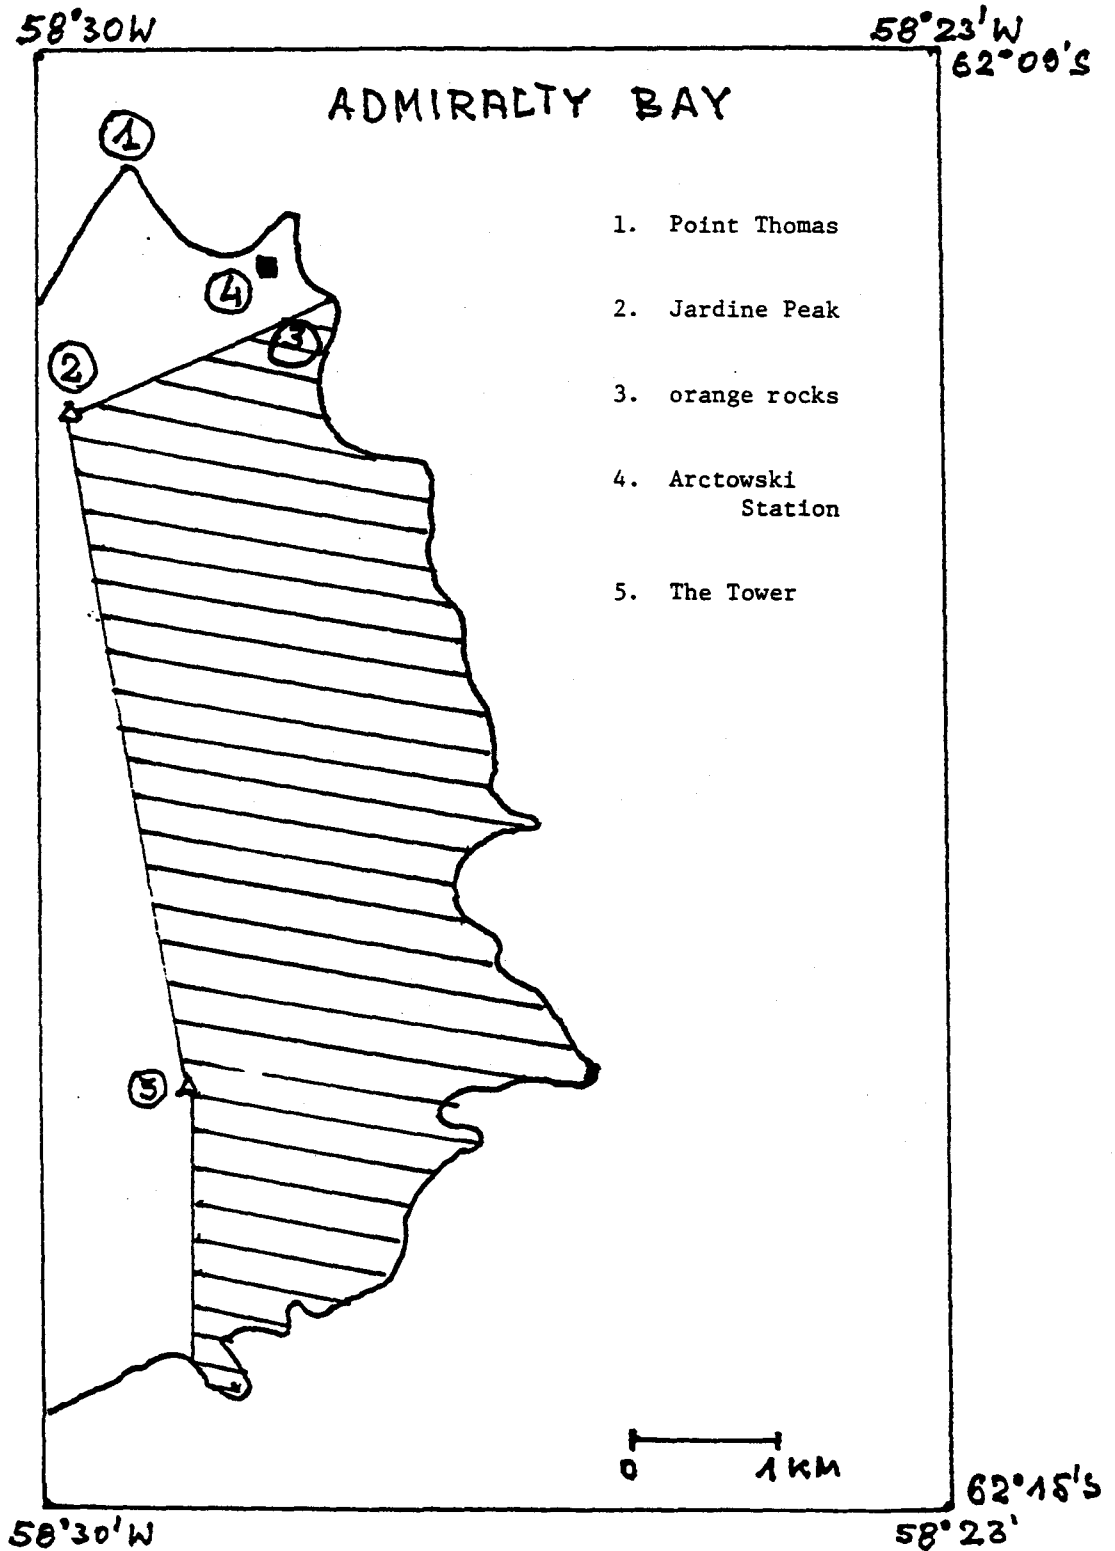 58°30W
58°23'W
62°09'S
ADMIRALTY BAY
1
1. Point Thomas
4
2. Jardine Peak
3
2
3. orange rocks
4. Arctowski
Station
5. The Tower
5
0 1 KM
62°15'S
58°30'W
58°23'